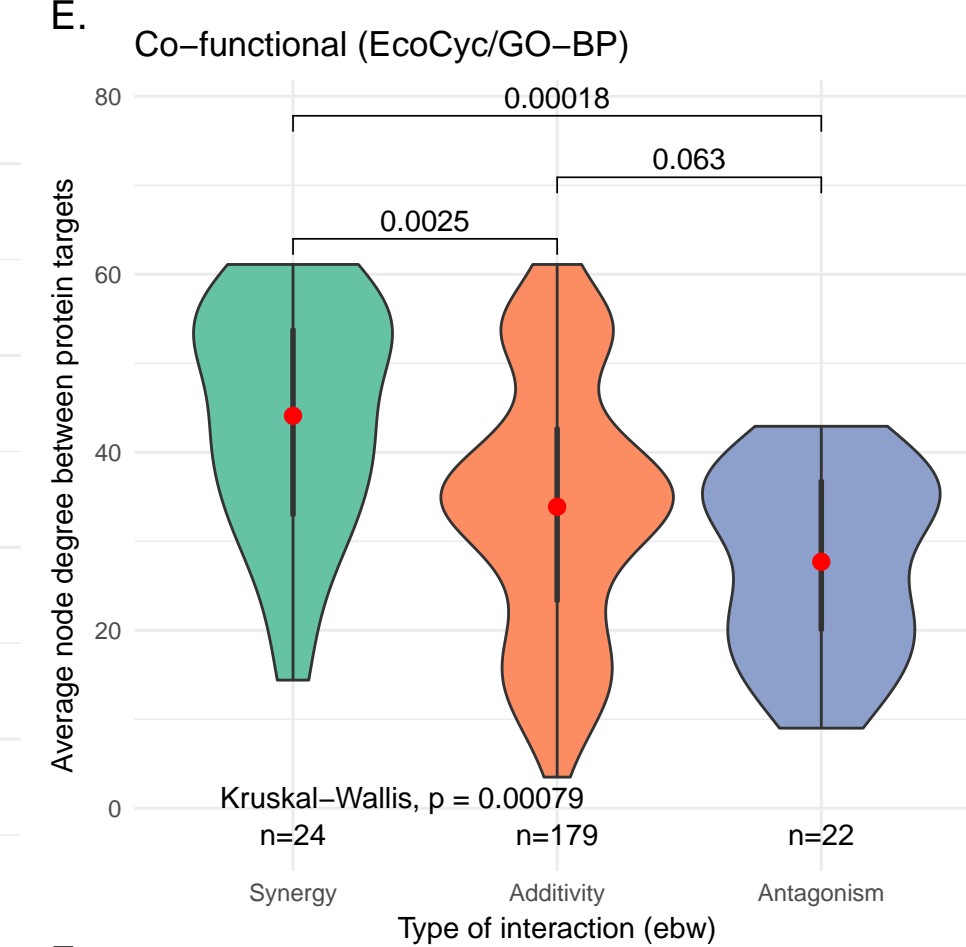 E.
Co−functional (EcoCyc/GO−BP)
80
0.00018
0.063
0.0025
60
40
20
0
Average node degree between protein targets
Kruskal−Wallis, p = 0.00079
n=24 n=179 n=22
Synergy Additivity Antagonism
Type of interaction (ebw)